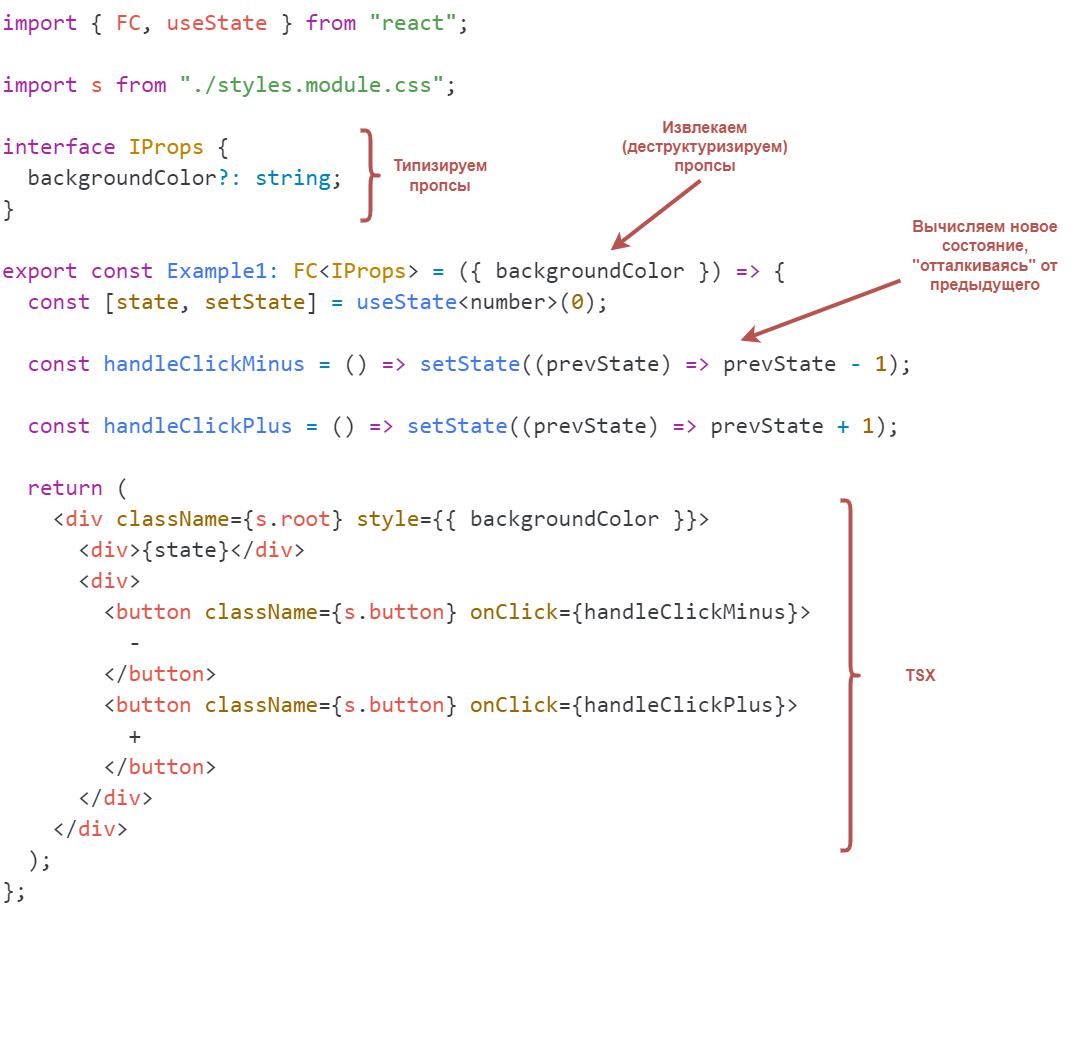 import { FC, useState } from "react";
import s from "./styles.module.css";
interface IProps {
  backgroundColor?: string;
}
Типизируем
пропсы
Извлекаем
(деструктуризируем)
пропсы
Вычисляем новое
состояние,
"отталкиваясь" от
предыдущего
export const Example1: FC<IProps> = ({ backgroundColor }) => {
  const [state, setState] = useState<number>(0);
  const handleClickMinus = () => setState((prevState) => prevState - 1);
  const handleClickPlus = () => setState((prevState) => prevState + 1);
  return (
    <div className={s.root} style={{ backgroundColor }}>
      <div>{state}</div>
      <div>
        <button className={s.button} onClick={handleClickMinus}>
          -
        </button>
        <button className={s.button} onClick={handleClickPlus}>
          +
        </button>
      </div>
    </div>
  );
};
TSX